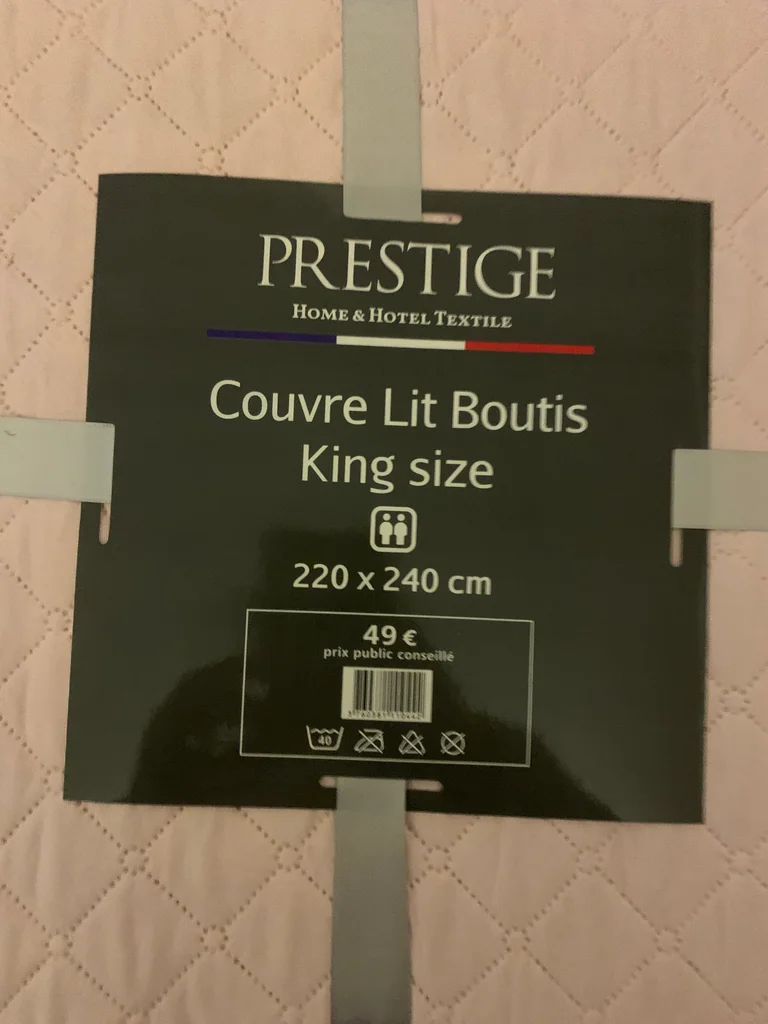 PRESTIGE
HOME & HOTEL TEXTILE
Couvre Lit Boutis
King size
220 x 240 cm
49 €
prix public conseillé
40